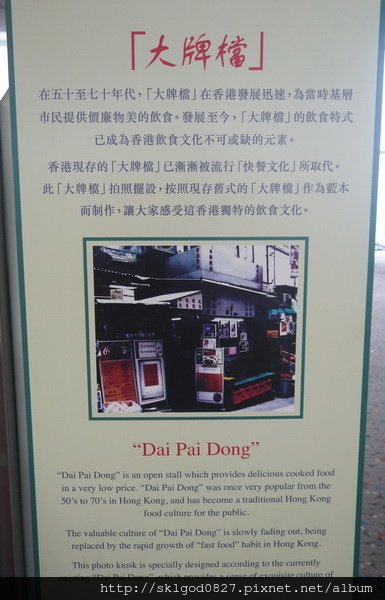 「大牌檔」
在五十至七十年代，「大牌檔」在香港發展迅速，為當時基層
市民提供價廉物美的飲食。發展至今，「大牌檔」的飲食特式
已成為香港飲食文化不可或缺的元素。
香港現存的「大牌檔」已漸漸被流行「快餐文化」所取代。
此「大牌檔」拍照擺設，按照現存舊式的「大牌檔」作為藍本
而制作，讓大家感受這香港獨特的飲食文化。
“Dai Pai Dong”
“Dai Pai Dong” is an open stall which provides delicious cooked food
in a very low price. “Dai Pai Dong” was once very popular from the
50’s to 70’s in Hong Kong, and has become a traditional Hong Kong
food culture for the public.
The valuable culture of “Dai Pai Dong” is slowly fading out, being
replaced by the rapid growth of “fast food” habit in Hong Kong.
This photo kiosk is specially designed according to the currently
existing “Dai Pai Dong”, which provides a sense of exquisite culture of
http://sklgod0827.pixnet.net/album